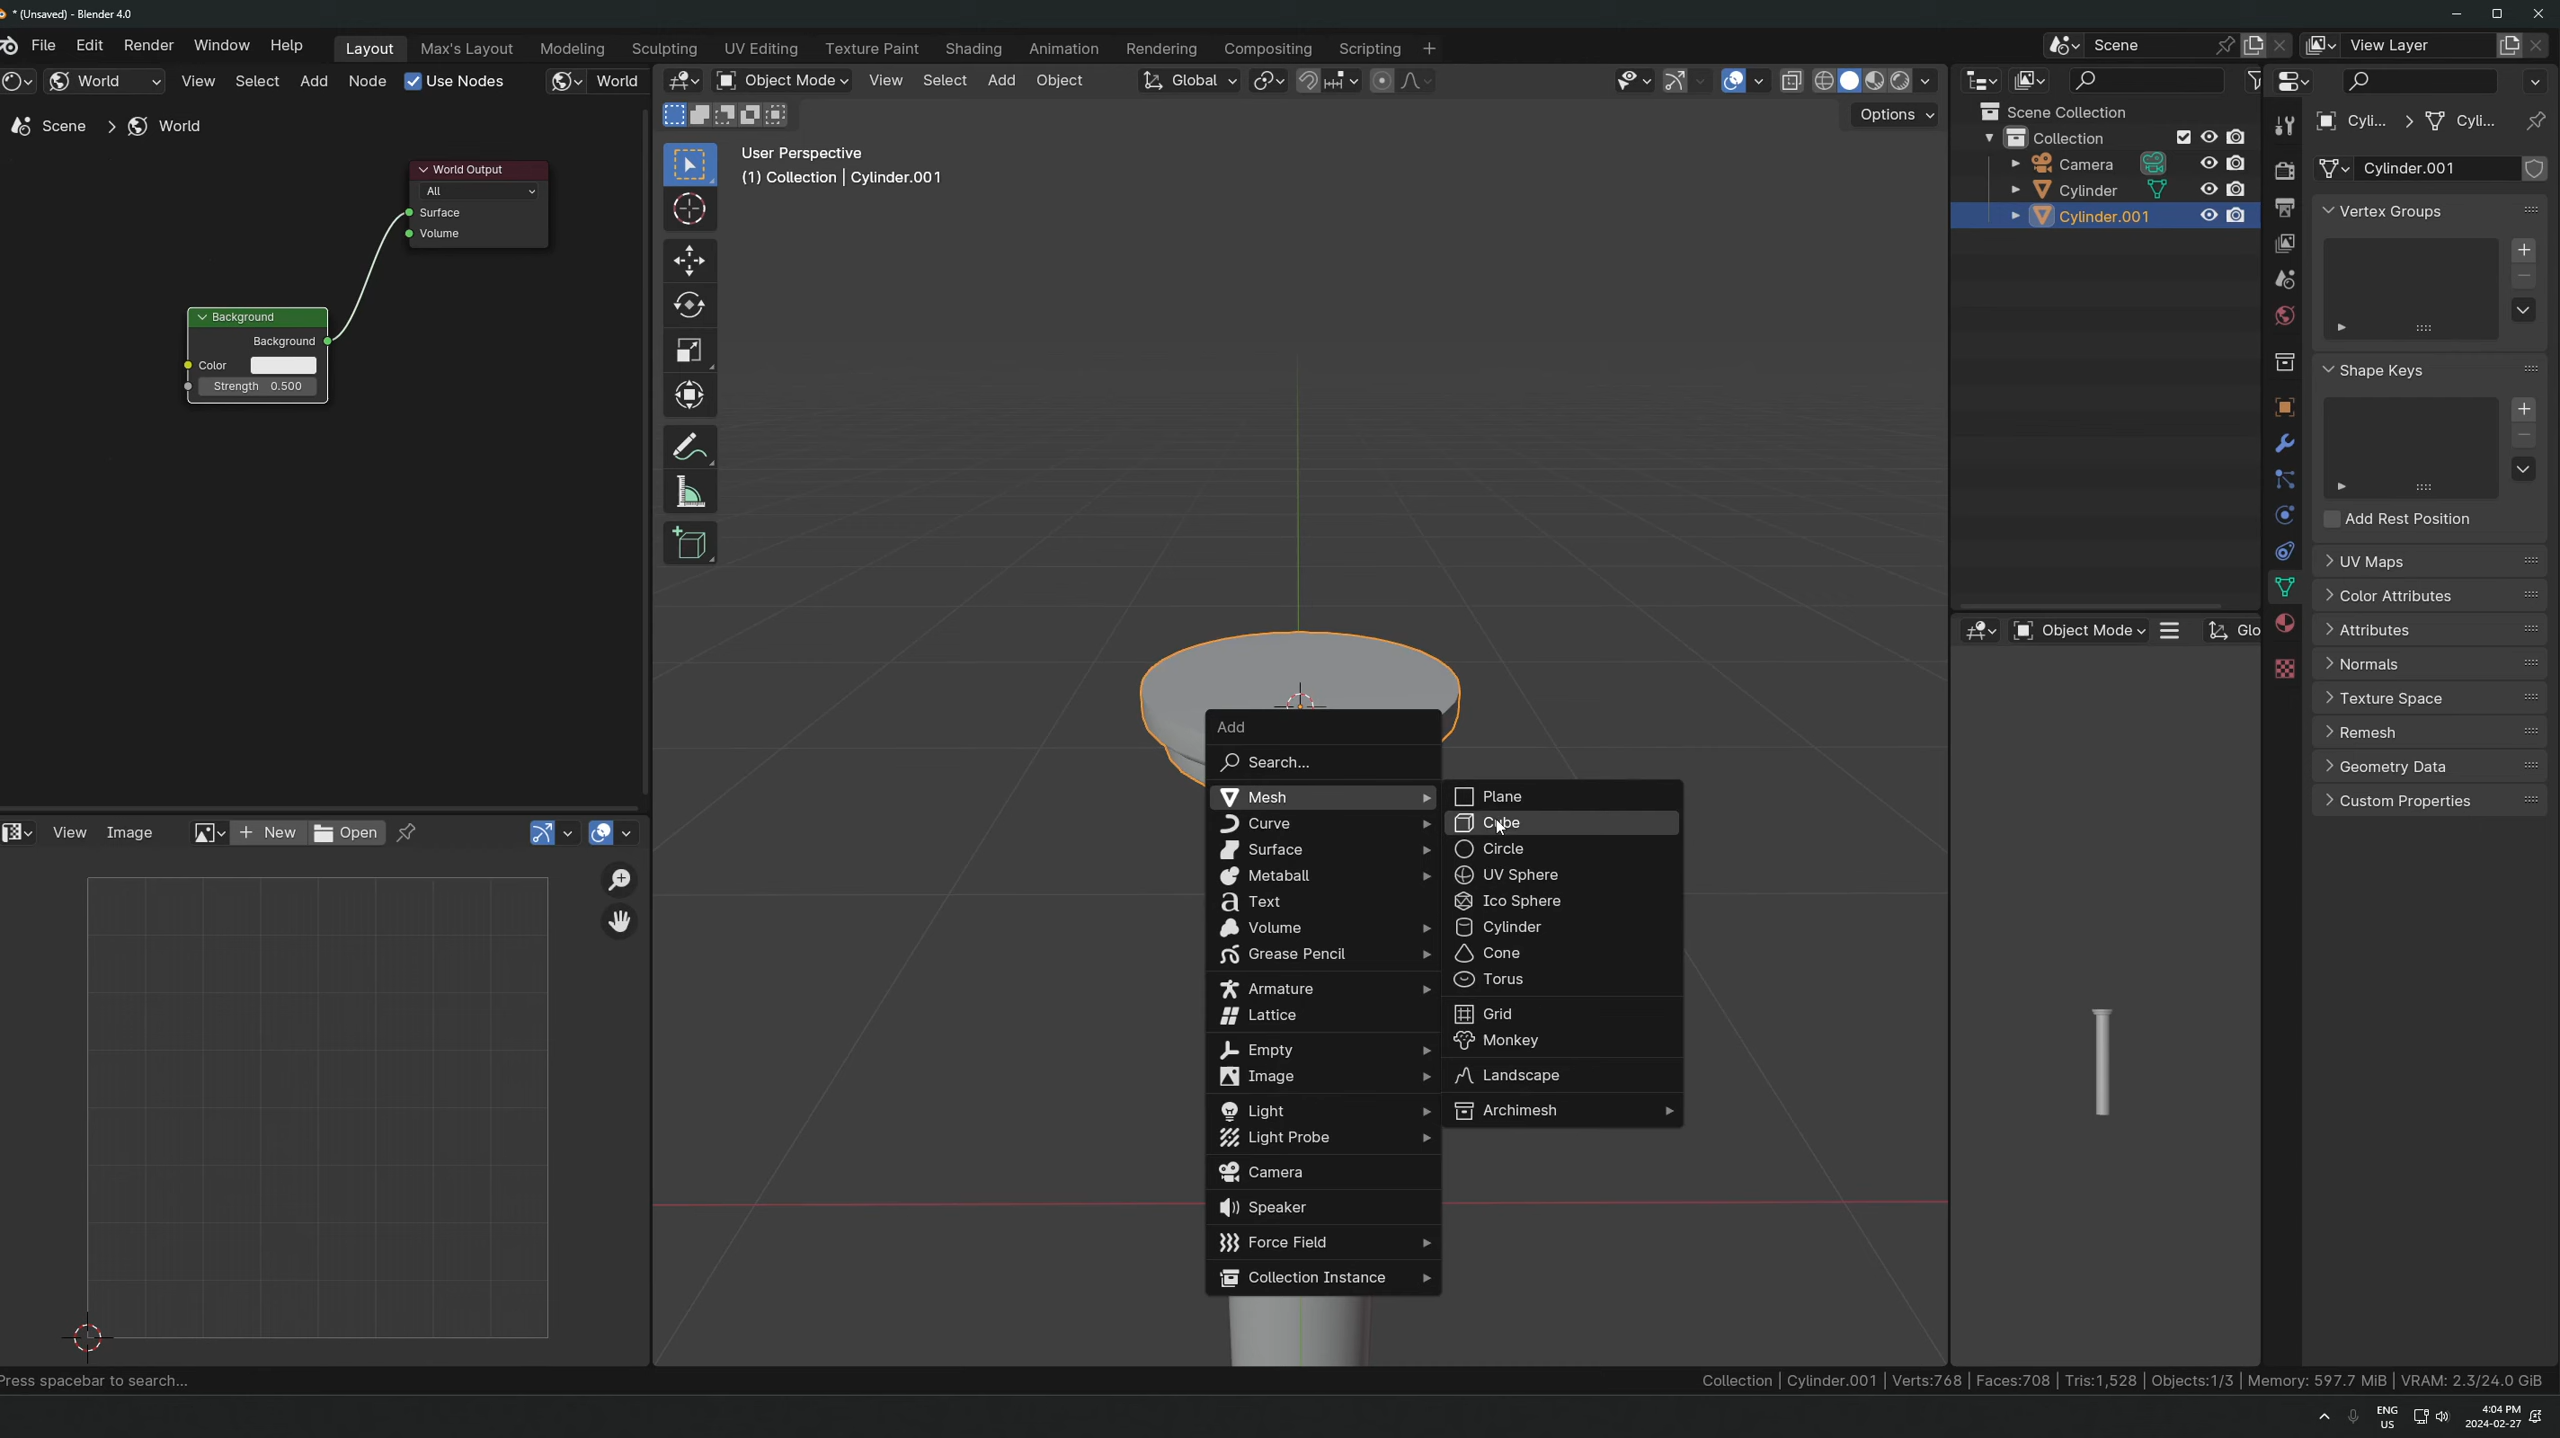 * (Unsaved) - Blender 4.0
File Edit Render Window Help Layout Max's Layout Modeling Sculpting UV Editing Texture Paint Shading Animation Rendering Compositing Scripting + Scene View Layer
World View Select Add Node Use Nodes World
Object Mode View Select Add Object Global
Options
Scene > World
World Output
All
Surface
Volume
Background
Background
Color
Strength 0.500
User Perspective
(1) Collection | Cylinder.001
Add
Search...
Mesh
Curve
Surface
Metaball
Text
Volume
Grease Pencil
Armature
Lattice
Empty
Image
Light
Light Probe
Camera
Speaker
Force Field
Collection Instance
Plane
Cube
Circle
UV Sphere
Ico Sphere
Cylinder
Cone
Torus
Grid
Monkey
Landscape
Archimesh
Scene Collection
Collection
Camera
Cylinder
Cylinder.001
Object Mode Glo
Cyli... > Cyli...
Cylinder.001
Vertex Groups
Shape Keys
Add Rest Position
UV Maps
Color Attributes
Attributes
Normals
Texture Space
Remesh
Geometry Data
Custom Properties
View Image + New Open
Press spacebar to search...
Collection | Cylinder.001 | Verts:768 | Faces:708 | Tris:1,528 | Objects:1/3 | Memory: 597.7 MiB | VRAM: 2.3/24.0 GiB
ENG
US
4:04 PM
2024-02-27